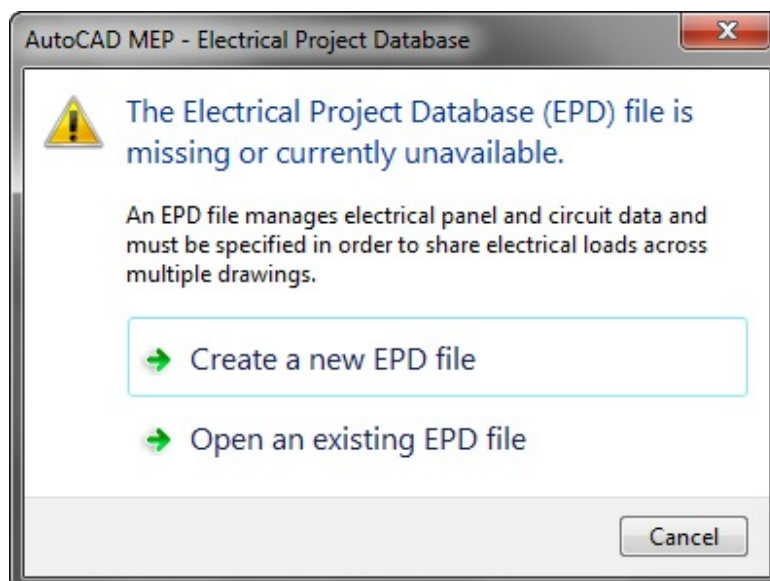 AutoCAD MEP - Electrical Project Database
The Electrical Project Database (EPD) file is
missing or currently unavailable.
An EPD file manages electrical panel and circuit data and
must be specified in order to share electrical loads across
multiple drawings.
Create a new EPD file
Open an existing EPD file
Cancel